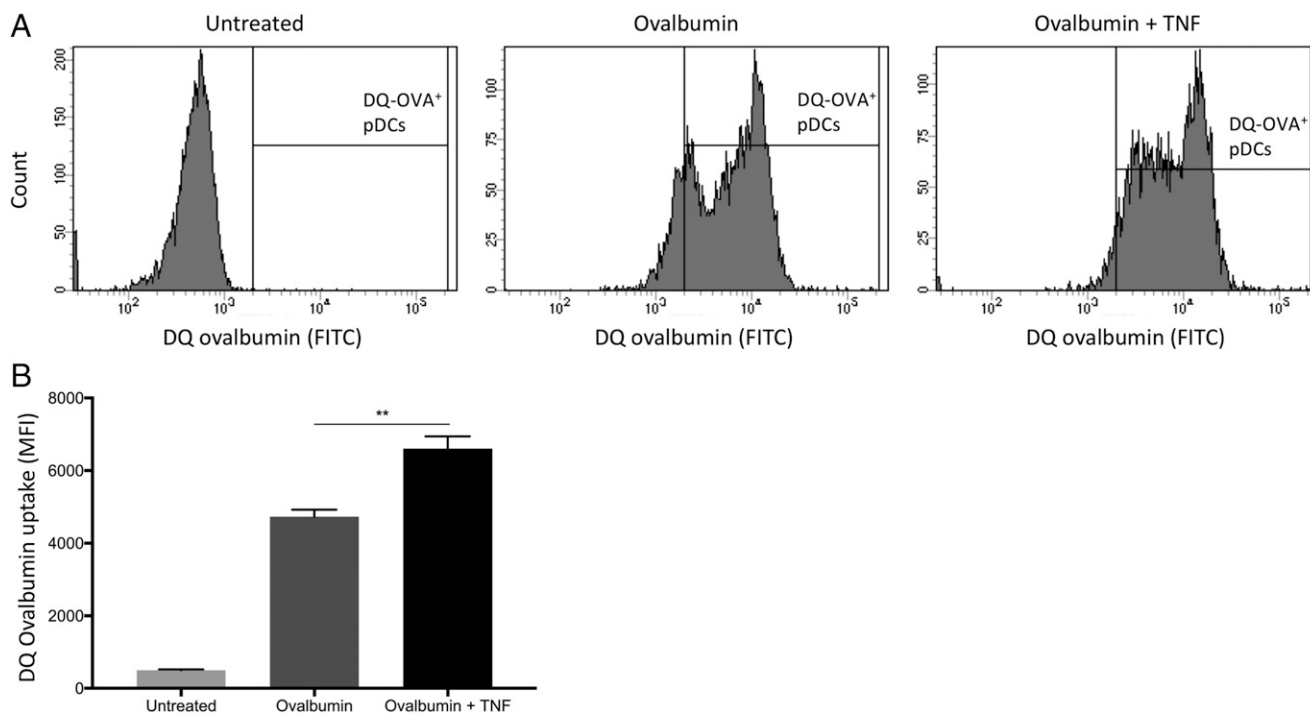 A
Untreated
Count
200
150
100
50
0
DQ-OVA+
pDCs
10² 10³ 10⁴ 10⁵
DQ ovalbumin (FITC)
Ovalbumin
100
75
50
25
0
DQ-OVA+
pDCs
10² 10³ 10⁴ 10⁵
DQ ovalbumin (FITC)
Ovalbumin + TNF
100
75
50
25
0
DQ-OVA+
pDCs
10² 10³ 10⁴ 10⁵
DQ ovalbumin (FITC)
B
DQ Ovalbumin uptake (MFI)
8000
6000
4000
2000
0
**
Untreated Ovalbumin Ovalbumin + TNF